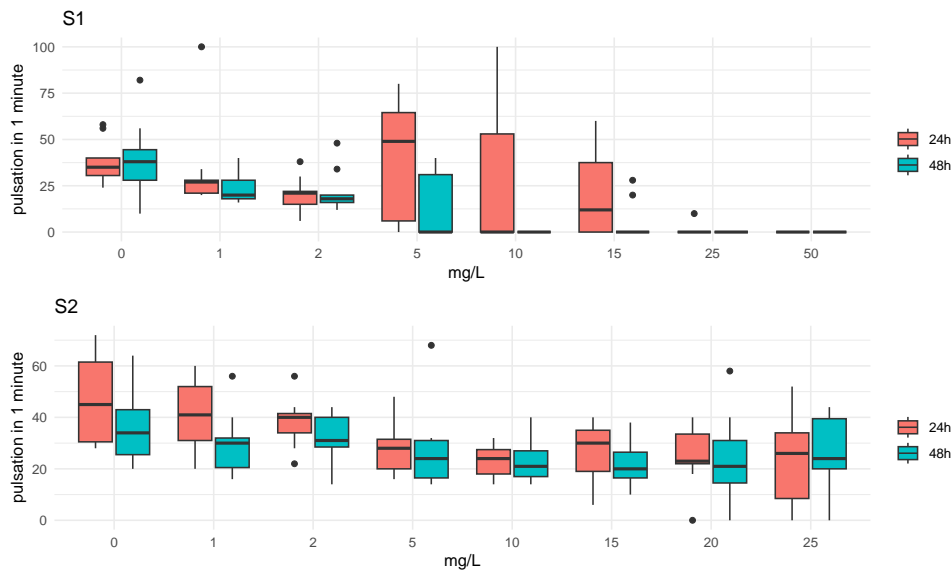 S1
pulsation in 1 minute
100
75
50
25
0
0 1 2 5 10 15 25 50
mg/L
24h
48h
S2
pulsation in 1 minute
60
40
20
0
0 1 2 5 10 15 20 25
mg/L
24h
48h